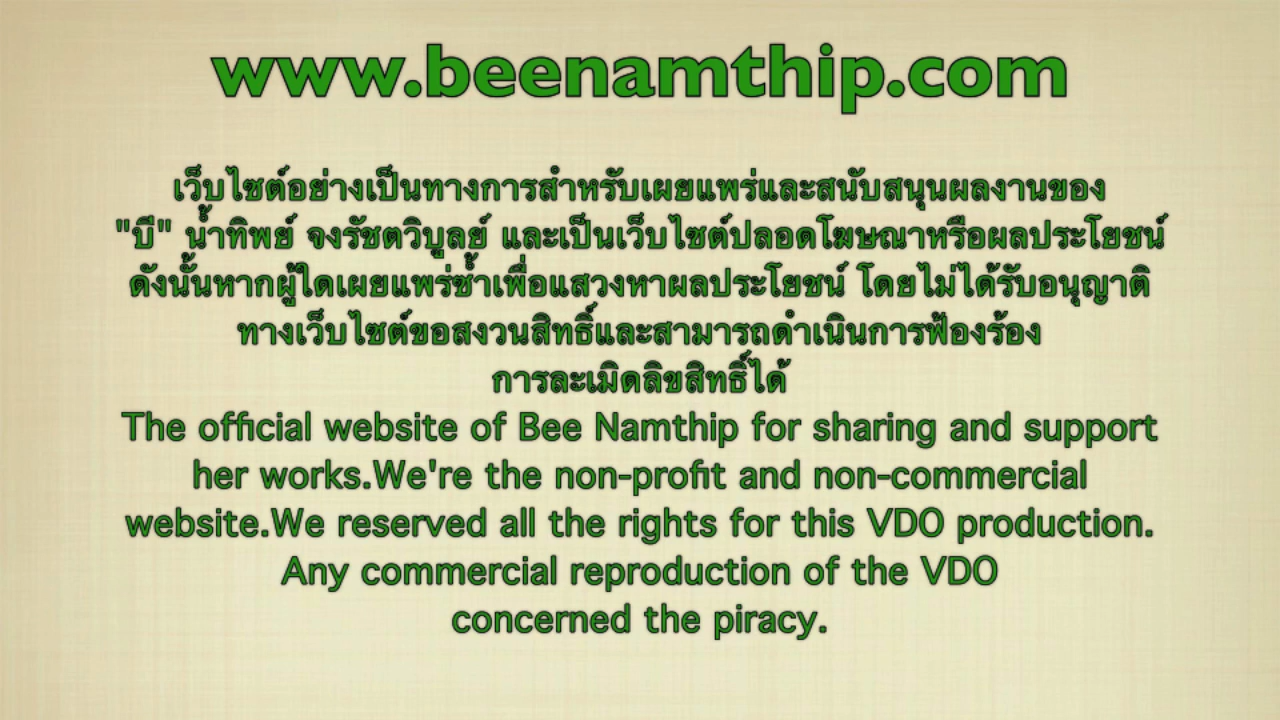 www.beenamthip.com
เว็บไซต์อย่างเป็นทางการสำหรับเผยแพร่และสนับสนุนผลงานของ
"บี" น้ำทิพย์ จงรัชตวิบูลย์ และเป็นเว็บไซต์ปลอดโฆษณาหรือผลประโยชน์
ดังนั้นหากผู้ใดเผยแพร่ซ้ำเพื่อแสวงหาผลประโยชน์ โดยไม่ได้รับอนุญาติ
ทางเว็บไซต์ขอสงวนสิทธิ์และสามารถดำเนินการฟ้องร้อง
การละเมิดลิขสิทธิ์ได้
The official website of Bee Namthip for sharing and support
her works.We're the non-profit and non-commercial
website.We reserved all the rights for this VDO production.
Any commercial reproduction of the VDO
concerned the piracy.